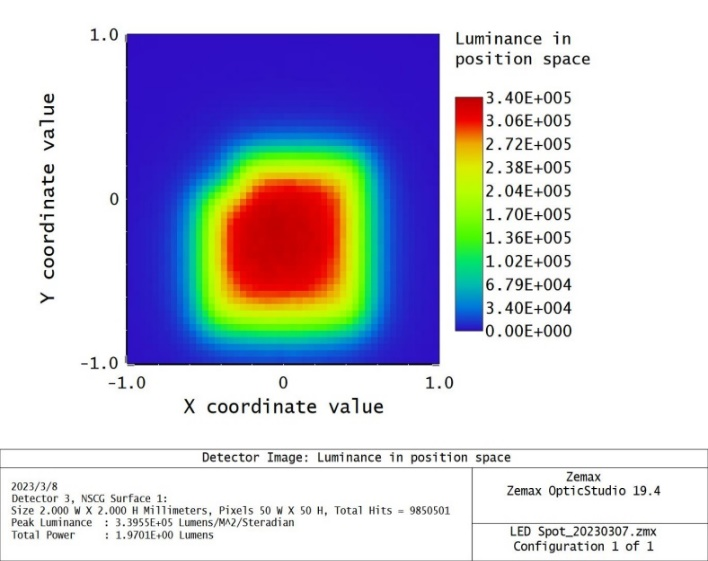 Luminance in
position space
1.0
0
-1.0
Y coordinate value
-1.0 0 1.0
X coordinate value
3.40E+005
3.06E+005
2.72E+005
2.38E+005
2.04E+005
1.70E+005
1.36E+005
1.02E+005
6.79E+004
3.40E+004
0.00E+000
Detector Image: Luminance in position space
2023/3/8
Detector 3, NSCG Surface 1:
Size 2.000 W X 2.000 H Millimeters, Pixels 50 W X 50 H, Total Hits = 9850501
Peak Luminance : 3.3955E+05 Lumens/M^2/Steradian
Total Power : 1.9701E+00 Lumens
Zemax
Zemax OpticStudio 19.4
LED Spot_20230307.zmx
Configuration 1 of 1